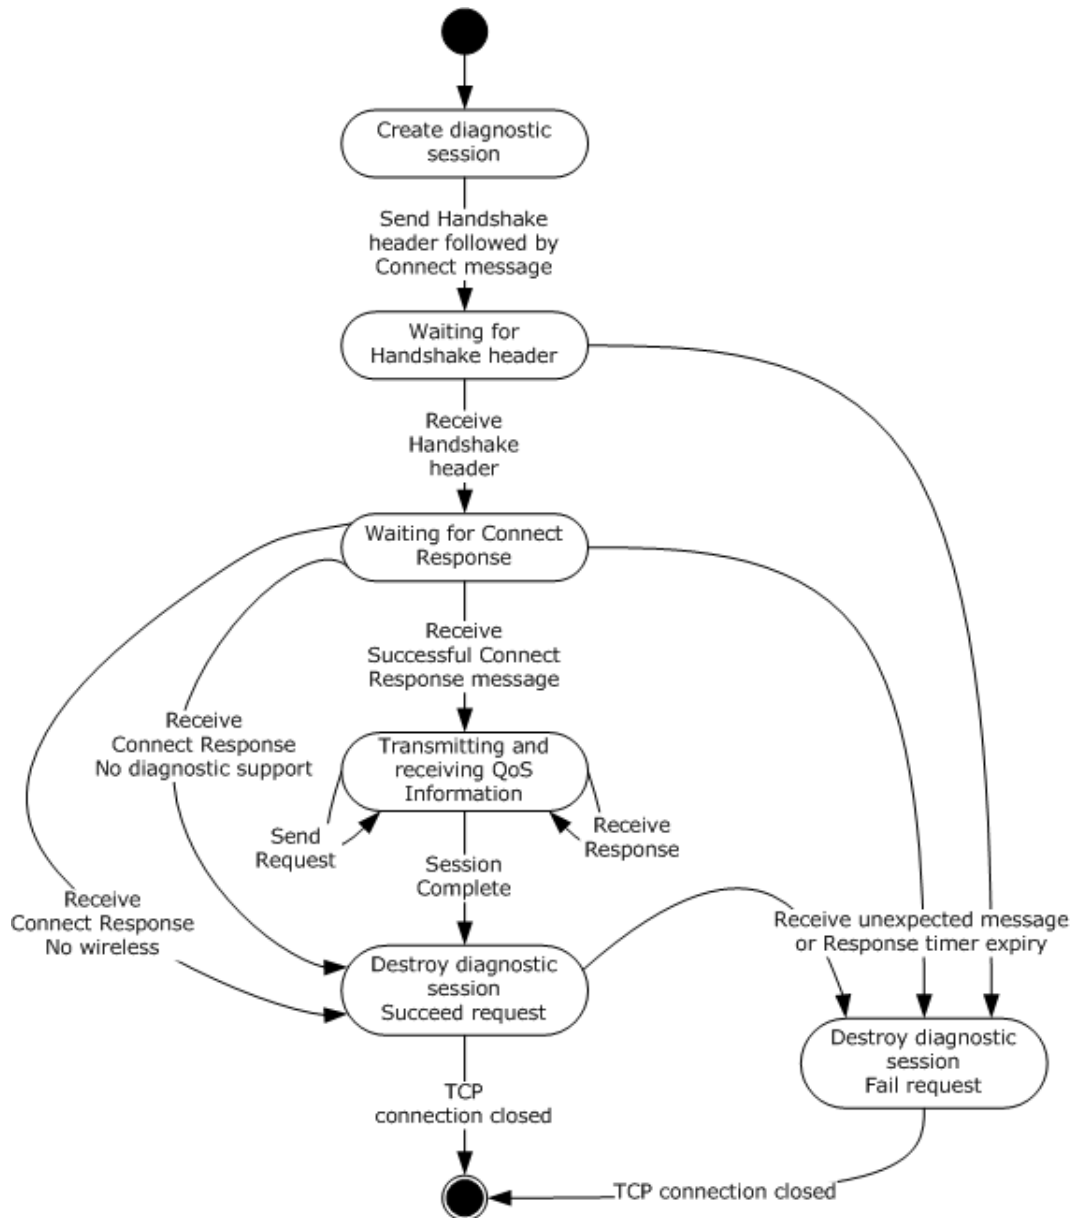 Create diagnostic
session
Send Handshake
header followed by
Connect message
Waiting for
Handshake header
Receive
Handshake
header
Waiting for Connect
Response
Receive
Successful Connect
Response message
Receive
Connect Response
No diagnostic support
Transmitting and
receiving QoS
Information
Send
Request
Receive
Response
Session
Complete
Receive
Connect Response
No wireless
Receive unexpected message
or Response timer expiry
Destroy diagnostic
session
Succeed request
Destroy diagnostic
session
Fail request
TCP
connection closed
TCP connection closed